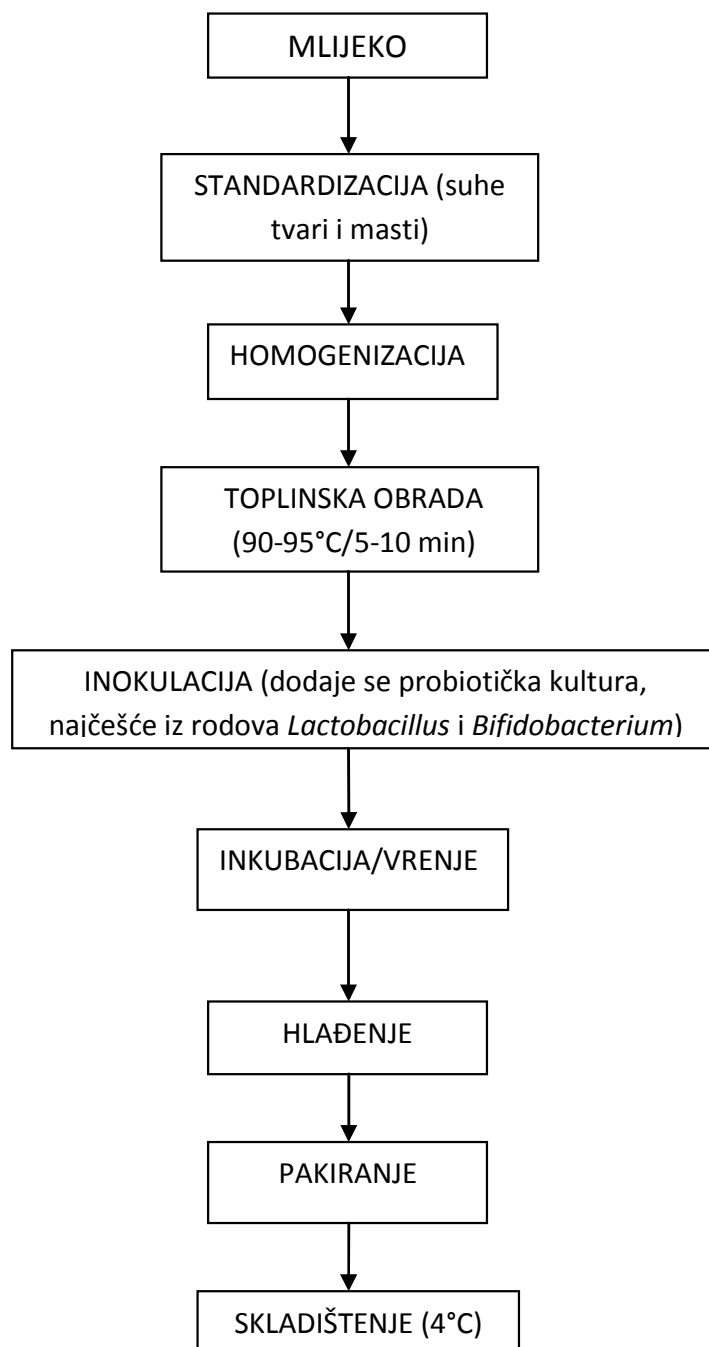 MLIJEKO
STANDARDIZACIJA (suhe
tvari i masti)
HOMOGENIZACIJA
TOPLINSKA OBRADA
(90-95°C/5-10 min)
INOKULACIJA (dodaje se probiotička kultura,
najčešće iz rodova Lactobacillus i Bifidobacterium)
INKUBACIJA/VRENJE
HLAĐENJE
PAKIRANJE
SKLADIŠTENJE (4°C)